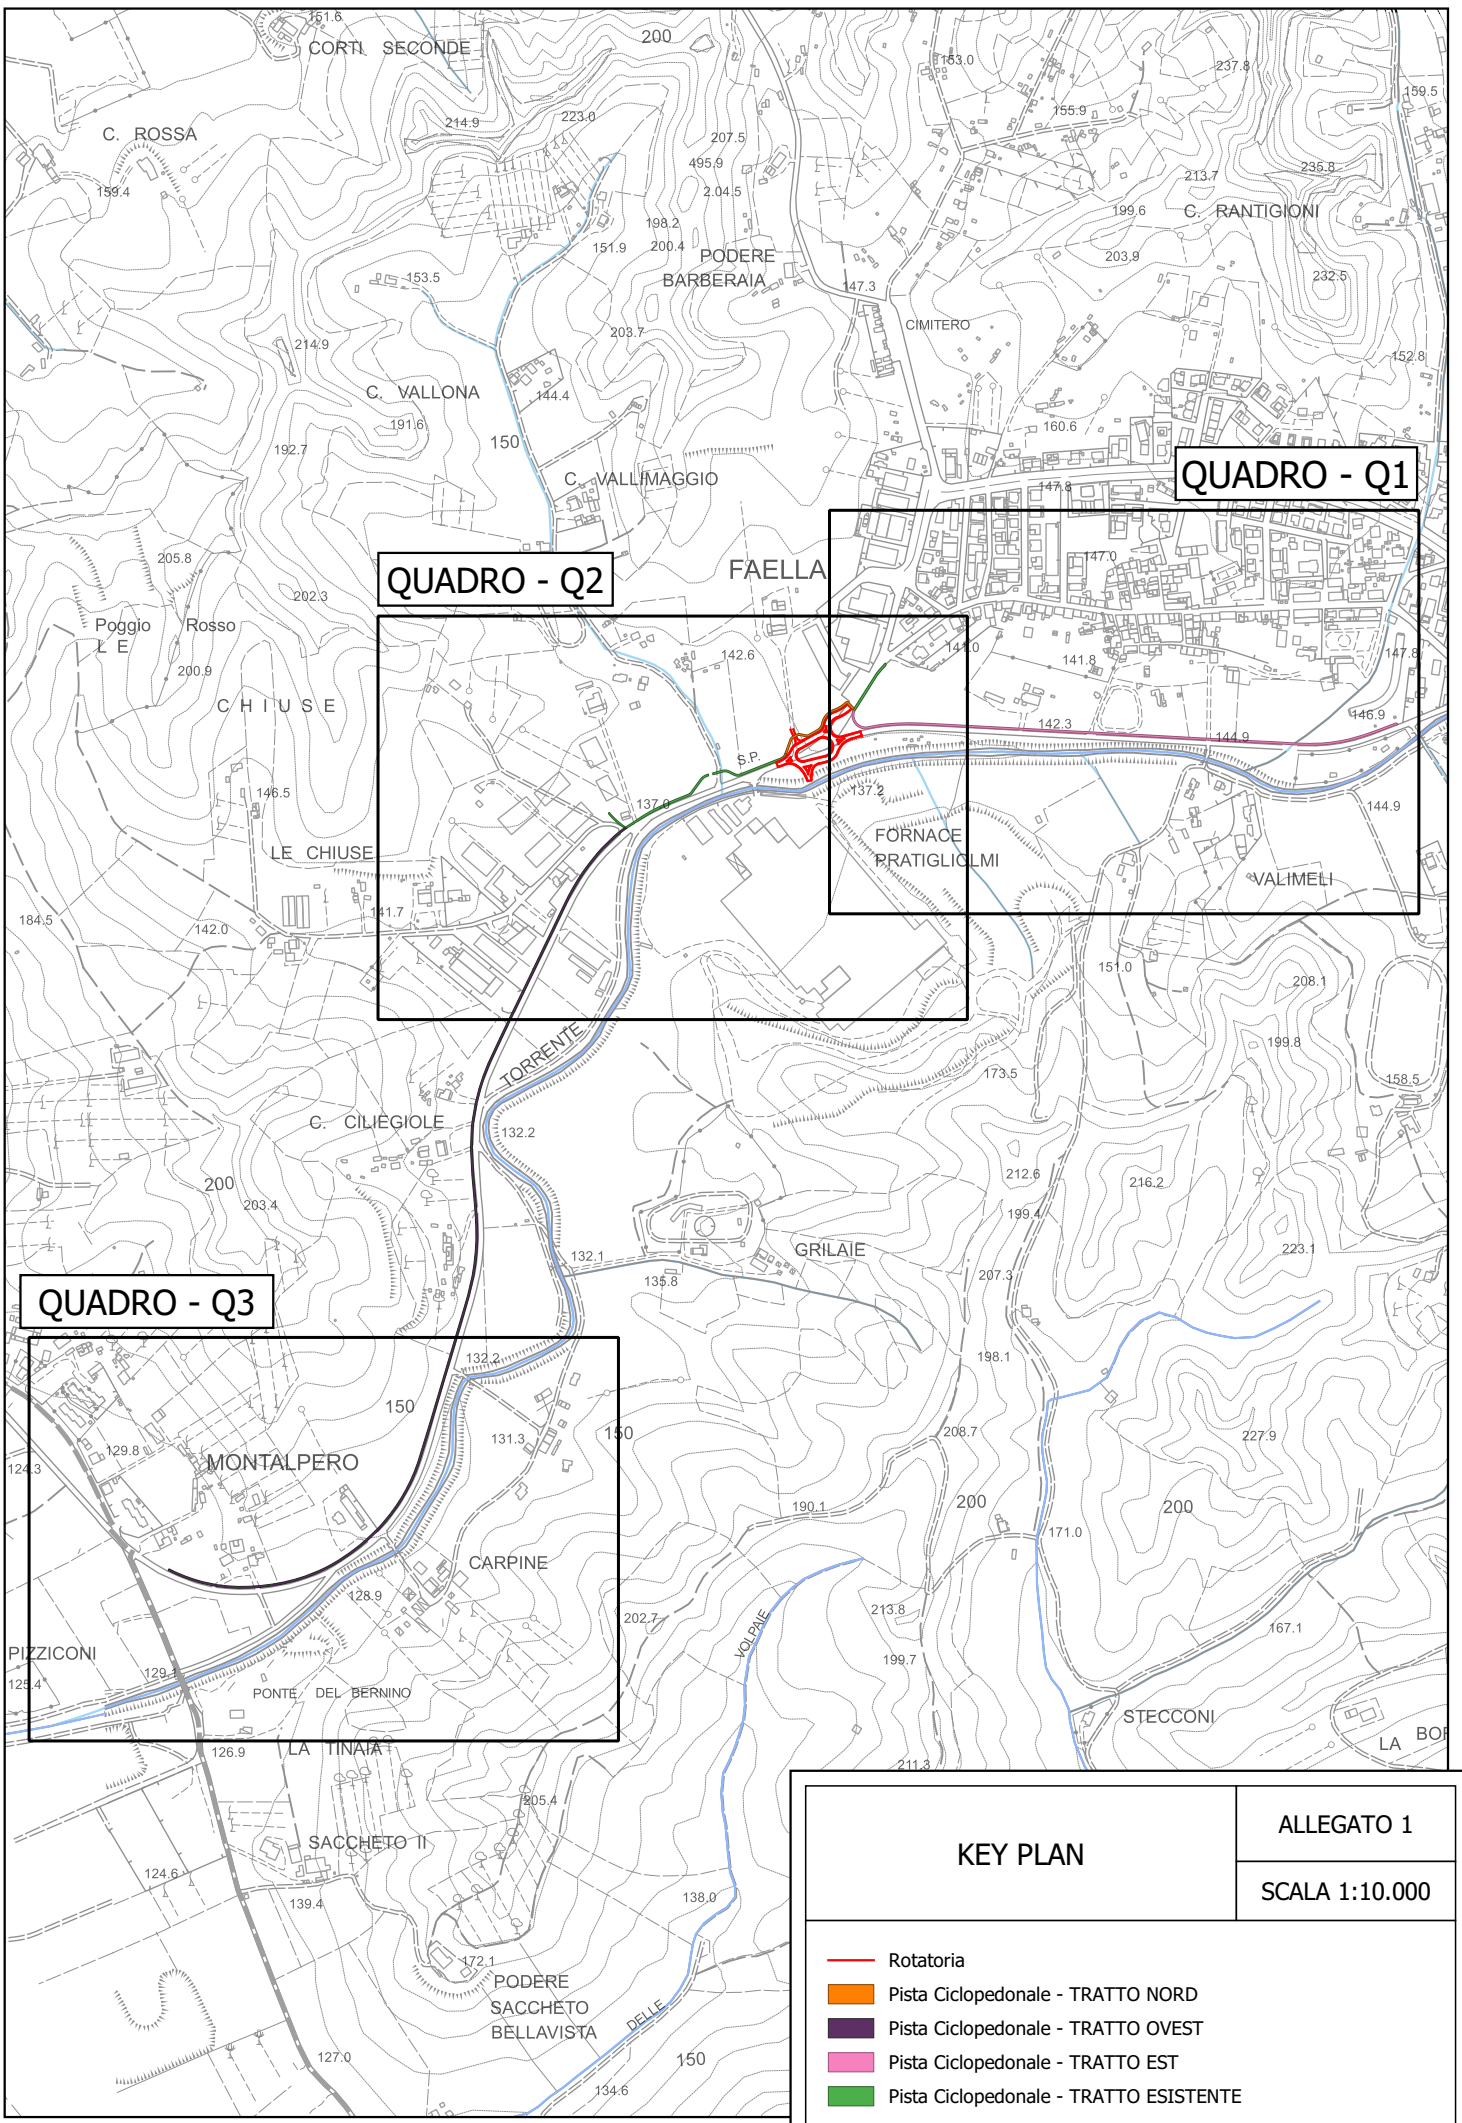 151.6
CORTI SECONDE
200
153.0
237.8
159.5
C. ROSSA
214.9
223.0
207.5
155.9
495.9
235.8
159.4
2.04.5
213.7
198.2
199.6
C. RANTIGIONI
151.9
200.4
PODERE
BARBERAIA
203.9
153.5
147.3
232.5
CIMITERO
203.7
214.9
152.8
C. VALLONA
144.4
191.6
160.6
192.7
150
C. VALLIMAGGIO
147.8
QUADRO - Q1
205.8
147.0
FAELLA
QUADRO - Q2
202.3
Poggio Rosso
L E
141.0
142.6
141.8
147.8
200.9
CHIUSE
142.3
146.9
144.9
S.P.
146.5
137.0
137.2
144.9
FORNACE
PRATIGLIOLMI
LE CHIUSE
VALIMELI
184.5
142.0
141.7
151.0
208.1
TORRENTE
199.8
173.5
158.5
C. CILIEGIOLE
132.2
212.6
200
216.2
203.4
199.4
GRILAIE
223.1
132.1
135.8
207.3
QUADRO - Q3
132.2
198.1
150
131.3
150
208.7
227.9
129.8
MONTALPERO
124.3
190.1
200
200
171.0
CARPINE
128.9
202.7
213.8
VOLPAIE
167.1
PIZZICONI
129.1
199.7
125.4
PONTE DEL BERNINO
STECCONI
126.9
LA TINAIA
LA BOR
211.3
205.4
SACCHETO II
124.6
139.4
138.0
172.1
PODERE
SACCHETO
BELLAVISTA
DELLE
127.0
150
134.6
KEY PLAN
ALLEGATO 1
SCALA 1:10.000
Rotatoria
Pista Ciclopedonale - TRATTO NORD
Pista Ciclopedonale - TRATTO OVEST
Pista Ciclopedonale - TRATTO EST
Pista Ciclopedonale - TRATTO ESISTENTE